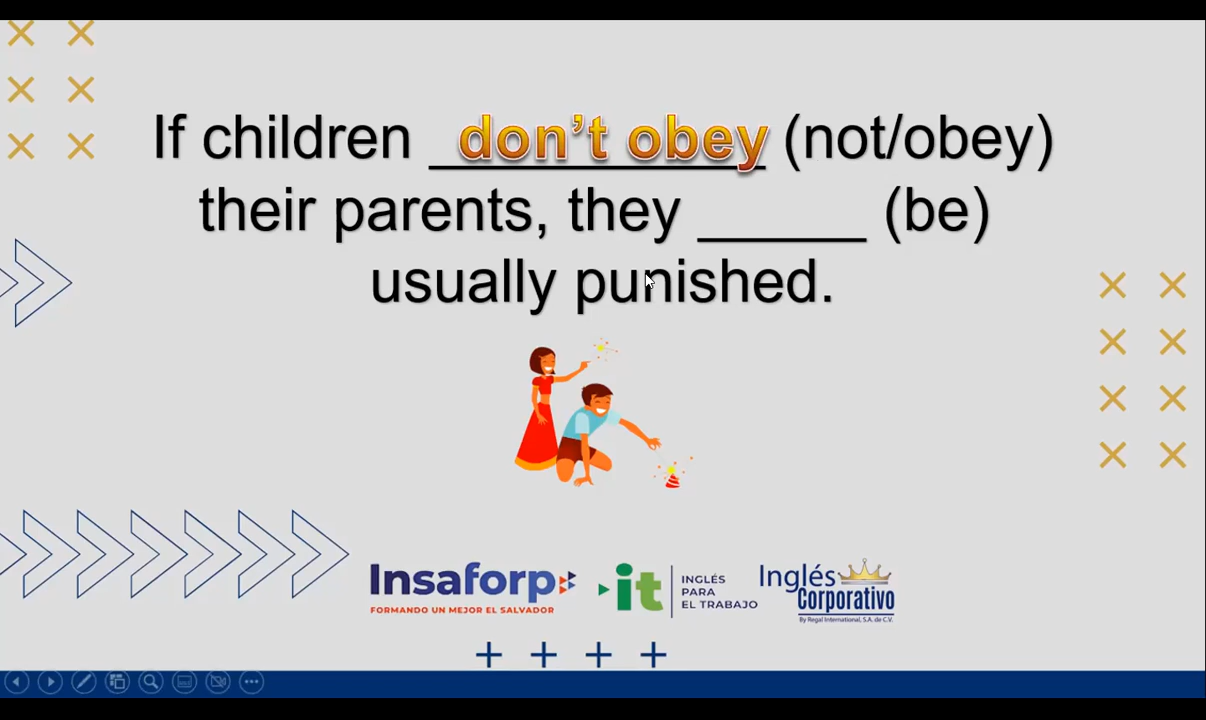 If children don't obey (not/obey)
their parents, they _____ (be)
usually punished.
Insaforp
FORMANDO UN MEJOR EL SALVADOR
it
INGLÉS
PARA
EL TRABAJO
Inglés
Corporativo
By Regal International, S.A. de C.V.